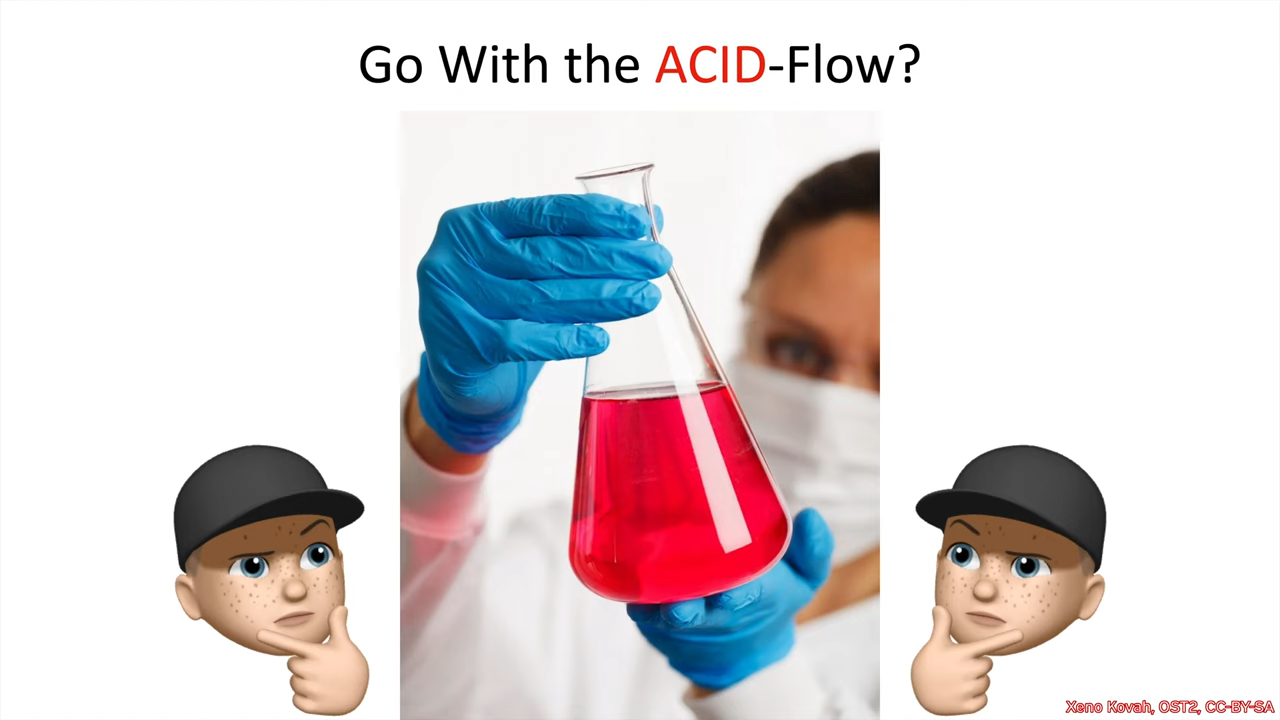 Go With the ACID-Flow?
Xeno Kovah, OST2, CC-BY-SA